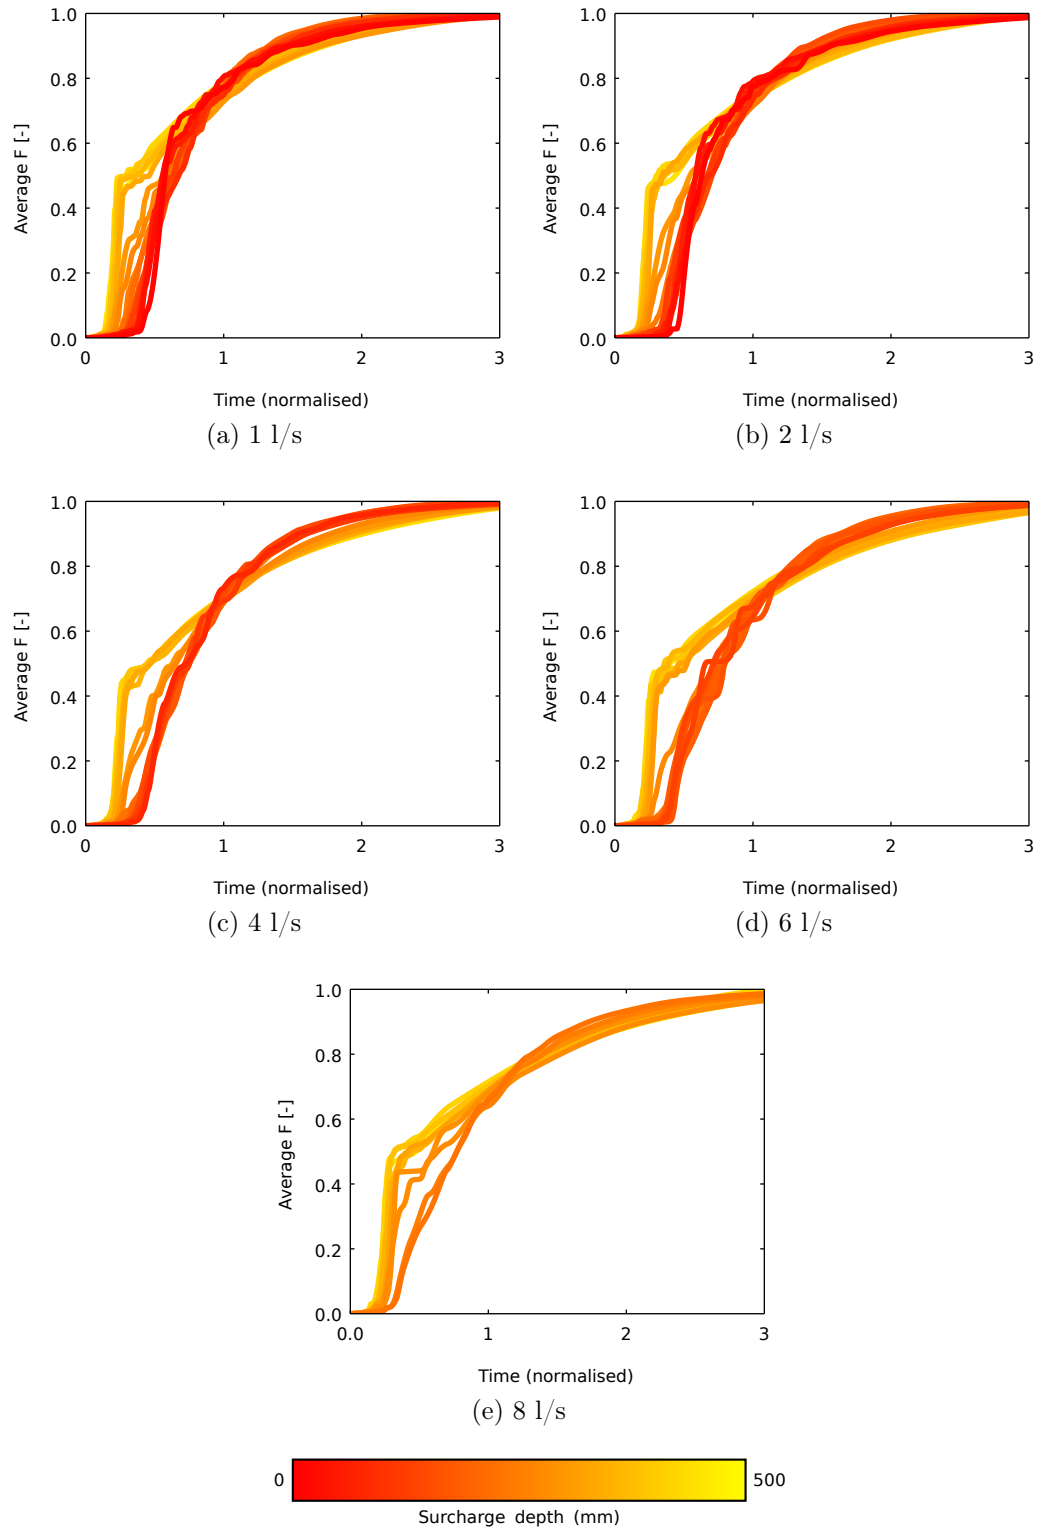 1.0 1.0
0.8 0.8
0.6 0.6
Average F [-] Average F [-]
0.4 0.4
0.2 0.2
0.0 0.0
0 1 2 3 0 1 2 3
Time (normalised) Time (normalised)
(a) 1 l/s (b) 2 l/s
1.0 1.0
0.8 0.8
0.6 0.6
Average F [-] Average F [-]
0.4 0.4
0.2 0.2
0.0 0.0
0 1 2 3 0 1 2 3
Time (normalised) Time (normalised)
(c) 4 l/s (d) 6 l/s
1.0
0.8
0.6
Average F [-]
0.4
0.2
0.0
0.0 1 2 3
Time (normalised)
(e) 8 l/s
0 500
Surcharge depth (mm)